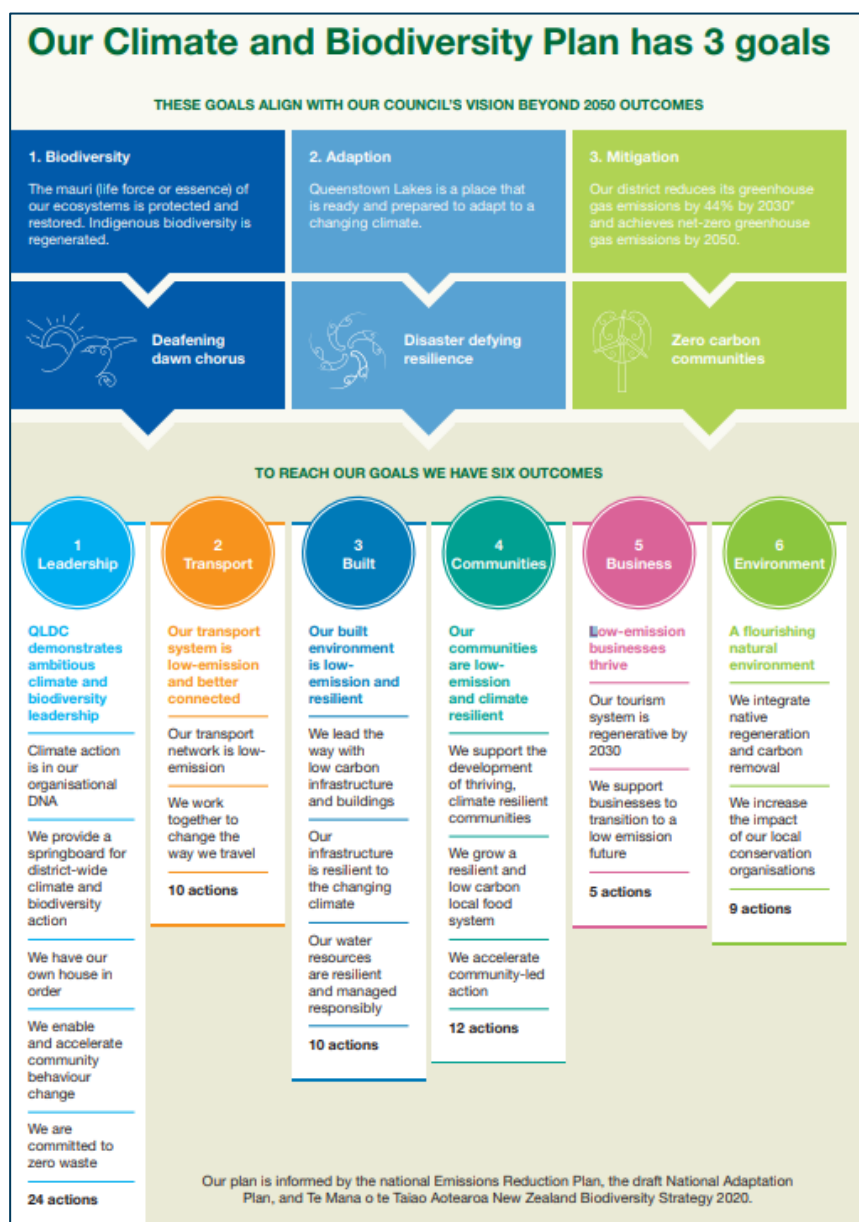 Our Climate and Biodiversity Plan has 3 goals
THESE GOALS ALIGN WITH OUR COUNCIL'S VISION BEYOND 2050 OUTCOMES
1. Biodiversity
The mauri (life force or essence) of
our ecosystems is protected and
restored. Indigenous biodiversity is
regenerated.
2. Adaption
Queenstown Lakes is a place that
is ready and prepared to adapt to a
changing climate.
3. Mitigation
Our district reduces its greenhouse
gas emissions by 44% by 2030*
and achieves net-zero greenhouse
gas emissions by 2050.
Deafening
dawn chorus
Disaster defying
resilience
Zero carbon
communities
TO REACH OUR GOALS WE HAVE SIX OUTCOMES
1
Leadership
QLDC
demonstrates
ambitious
climate and
biodiversity
leadership
Climate action
is in our
organisational
DNA
We provide a
springboard for
district-wide
climate and
biodiversity
action
We have our
own house in
order
We enable
and accelerate
community
behaviour
change
We are
committed to
zero waste
24 actions
2
Transport
Our transport
system is
low-emission
and better
connected
Our transport
network is low-
emission
We work
together to
change the
way we travel
10 actions
3
Built
Our built
environment
is low-
emission and
resilient
We lead the
way with
low carbon
infrastructure
and buildings
Our
infrastructure
is resilient to
the changing
climate
Our water
resources
are resilient
and managed
responsibly
10 actions
4
Communities
Our
communities
are low-
emission
and climate
resilient
We support the
development
of thriving,
climate resilient
communities
We grow a
resilient and
low carbon
local food
system
We accelerate
community-led
action
12 actions
5
Business
Low-emission
businesses
thrive
Our tourism
system is
regenerative by
2030
We support
businesses to
transition to a
low emission
future
5 actions
6
Environment
A flourishing
natural
environment
We integrate
native
regeneration
and carbon
removal
We increase
the impact
of our local
conservation
organisations
9 actions
Our plan is informed by the national Emissions Reduction Plan, the draft National Adaptation
Plan, and Te Mana o te Taiao Aotearoa New Zealand Biodiversity Strategy 2020.